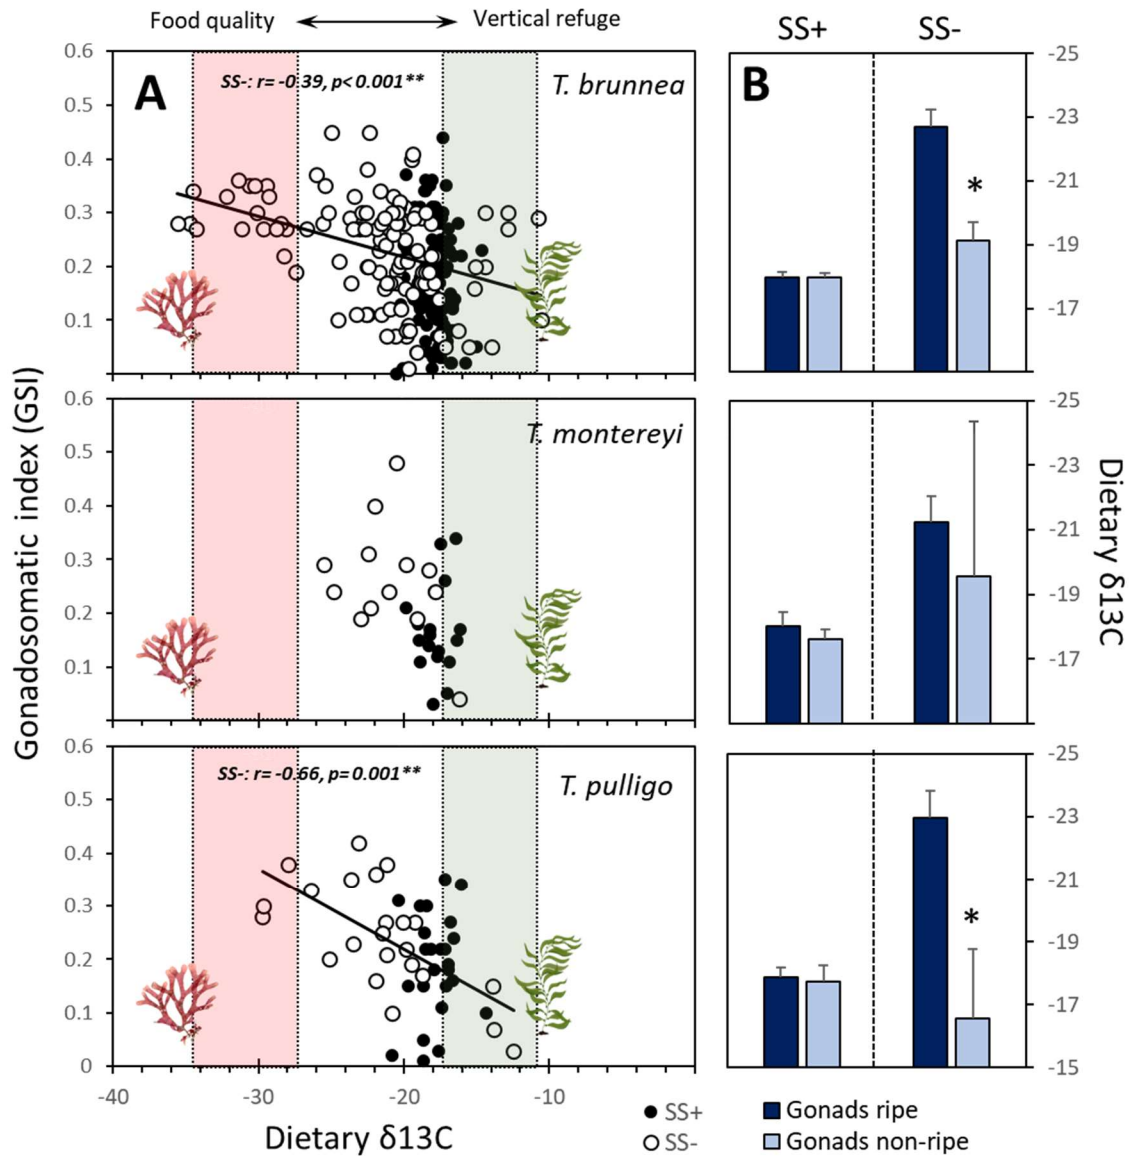 Food quality
Vertical refuge
SS+ SS-
A
SS-: r= -0.39, p< 0.001**
T. brunnea
B
0.6
0.5
0.4
0.3
0.2
0.1
-25
-23
-21
*
-19
-17
T. montereyi
0.6
0.5
0.4
0.3
0.2
0.1
-25
-23
-21
-19
-17
SS-: r= -0.66, p= 0.001**
T. pulligo
0.6
0.5
0.4
0.3
0.2
0.1
0
-25
-23
-21
*
-19
-17
-15
-40 -30 -20 -10
Gonadosomatic index (GSI)
Dietary δ13C
Dietary δ13C
SS+
SS-
Gonads ripe
Gonads non-ripe